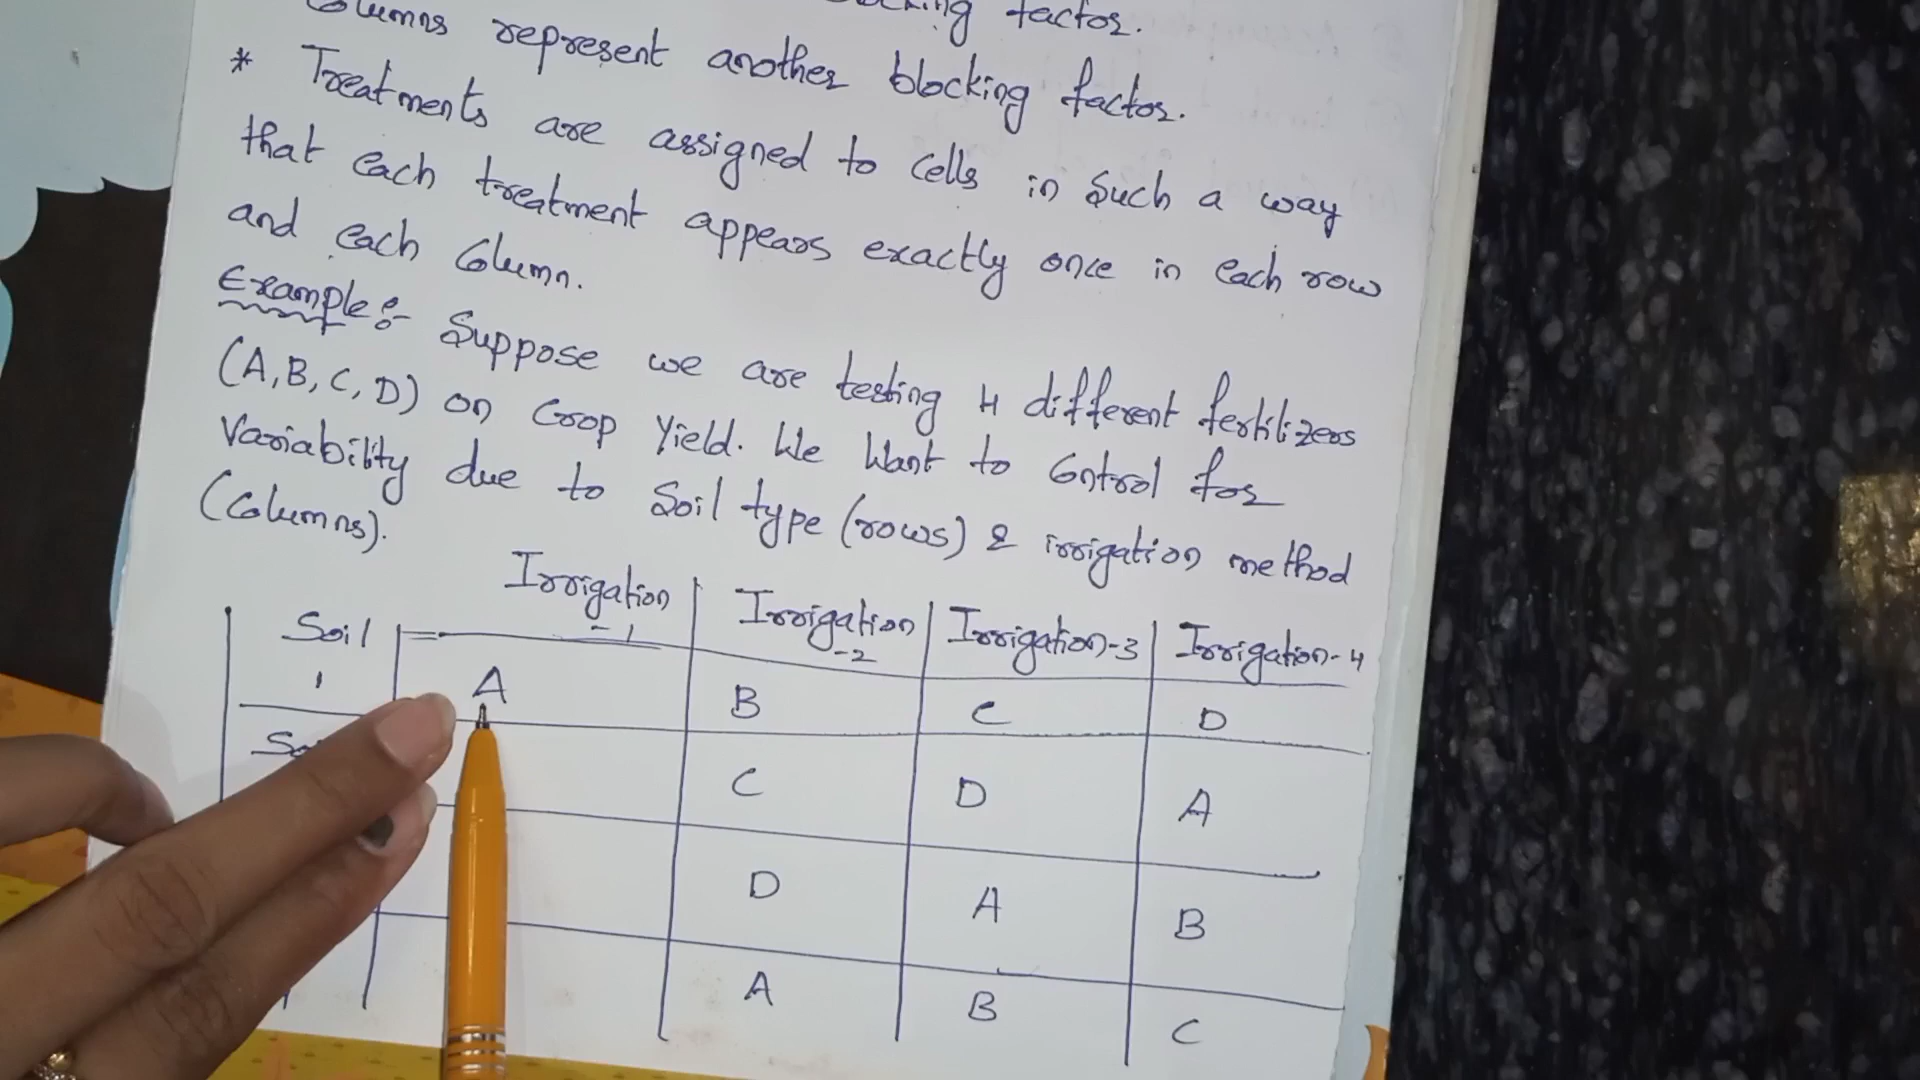 Columns represent another blocking factor.
* Treatments are assigned to cells in such a way
that each treatment appears exactly once in each row
and each Column.
Example:- Suppose we are testing 4 different fertilizers
(A, B, C, D) on Crop Yield. We Want to Control for
Variability due to Soil type (rows) & irrigation method
(Columns).
Soil 1 Irrigation -1 Irrigation -2 Irrigation-3 Irrigation-4
A B C D
C D A
D A B
A B C